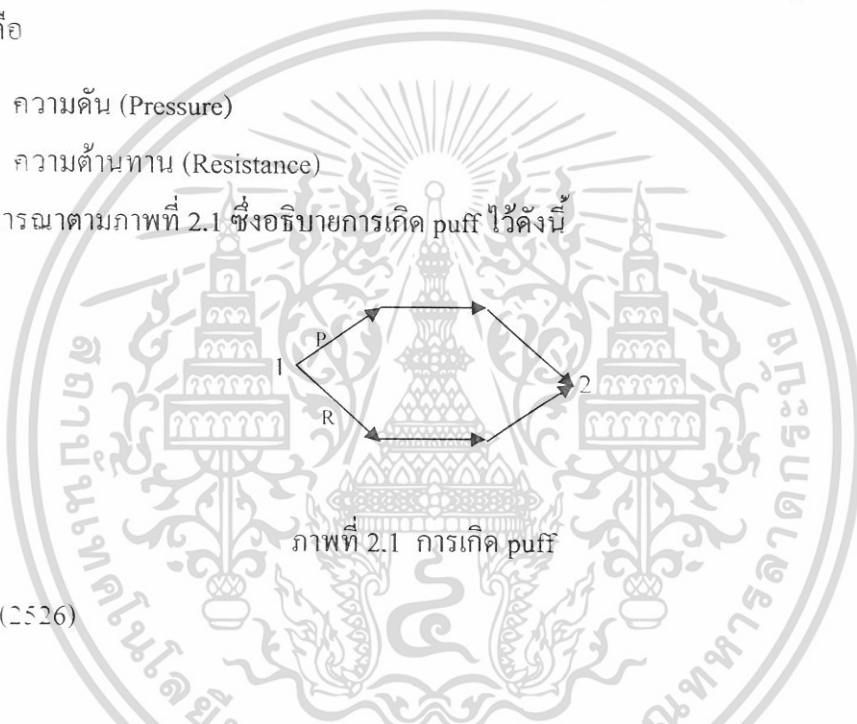 คือ
ความดัน (Pressure)
ความต้านทาน (Resistance)
ารณาตามภาพที่ 2.1 ซึ่งอธิบายการเกิด puff ไว้ดังนี้
P
1
2
R
ภาพที่ 2.1 การเกิด puff
(2526)